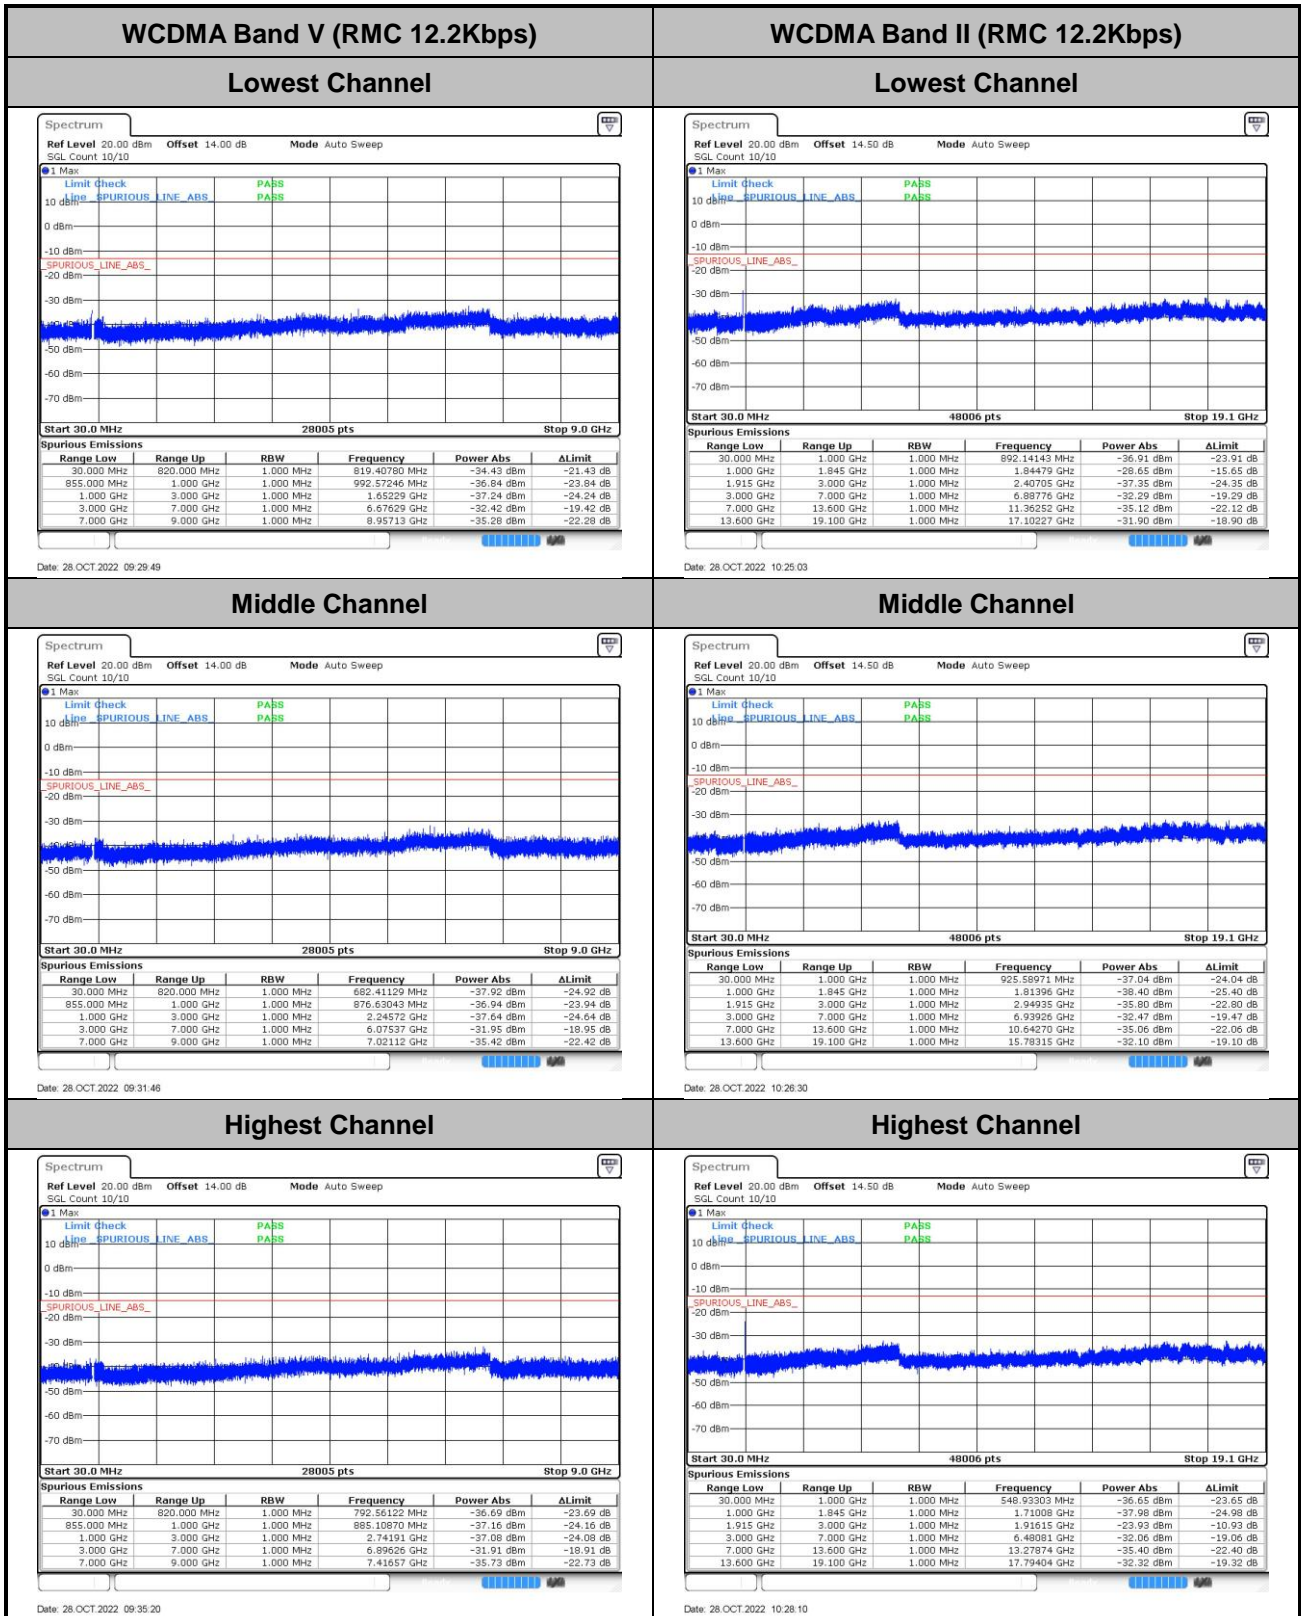 WCDMA Band V (RMC 12.2Kbps)
WCDMA Band II (RMC 12.2Kbps)
Lowest Channel
Lowest Channel
Spectrum
Ref Level 20.00 dBm Offset 14.00 dB Mode Auto Sweep
SGL Count 10/10
1 Max
Limit Check PASS
Line _SPURIOUS_LINE_ABS_ PASS
10 dBm
0 dBm
-10 dBm
_SPURIOUS_LINE_ABS_
-20 dBm
-30 dBm
-50 dBm
-60 dBm
-70 dBm
Start 30.0 MHz 28005 pts Stop 9.0 GHz
Spurious Emissions
Range Low Range Up RBW Frequency Power Abs ΔLimit
30.000 MHz 820.000 MHz 1.000 MHz 819.40780 MHz -34.43 dBm -21.43 dB
855.000 MHz 1.000 GHz 1.000 MHz 992.57246 MHz -36.84 dBm -23.84 dB
1.000 GHz 3.000 GHz 1.000 MHz 1.65229 GHz -37.24 dBm -24.24 dB
3.000 GHz 7.000 GHz 1.000 MHz 6.67629 GHz -32.42 dBm -19.42 dB
7.000 GHz 9.000 GHz 1.000 MHz 8.95713 GHz -35.28 dBm -22.28 dB
Date: 28.OCT.2022 09:29:49
Spectrum
Ref Level 20.00 dBm Offset 14.50 dB Mode Auto Sweep
SGL Count 10/10
1 Max
Limit Check PASS
Line _SPURIOUS_LINE_ABS_ PASS
10 dBm
0 dBm
-10 dBm
_SPURIOUS_LINE_ABS_
-20 dBm
-30 dBm
-50 dBm
-60 dBm
-70 dBm
Start 30.0 MHz 48006 pts Stop 19.1 GHz
Spurious Emissions
Range Low Range Up RBW Frequency Power Abs ΔLimit
30.000 MHz 1.000 GHz 1.000 MHz 892.14143 MHz -36.91 dBm -23.91 dB
1.000 GHz 1.845 GHz 1.000 MHz 1.84479 GHz -28.65 dBm -15.65 dB
1.915 GHz 3.000 GHz 1.000 MHz 2.40705 GHz -37.35 dBm -24.35 dB
3.000 GHz 7.000 GHz 1.000 MHz 6.88776 GHz -32.29 dBm -19.29 dB
7.000 GHz 13.600 GHz 1.000 MHz 11.36252 GHz -35.12 dBm -22.12 dB
13.600 GHz 19.100 GHz 1.000 MHz 17.10227 GHz -31.90 dBm -18.90 dB
Date: 28.OCT.2022 10:25:03
Middle Channel
Middle Channel
Spectrum
Ref Level 20.00 dBm Offset 14.00 dB Mode Auto Sweep
SGL Count 10/10
1 Max
Limit Check PASS
Line _SPURIOUS_LINE_ABS_ PASS
10 dBm
0 dBm
-10 dBm
_SPURIOUS_LINE_ABS_
-20 dBm
-30 dBm
-50 dBm
-60 dBm
-70 dBm
Start 30.0 MHz 28005 pts Stop 9.0 GHz
Spurious Emissions
Range Low Range Up RBW Frequency Power Abs ΔLimit
30.000 MHz 820.000 MHz 1.000 MHz 682.41129 MHz -37.92 dBm -24.92 dB
855.000 MHz 1.000 GHz 1.000 MHz 876.63043 MHz -36.94 dBm -23.94 dB
1.000 GHz 3.000 GHz 1.000 MHz 2.24572 GHz -37.64 dBm -24.64 dB
3.000 GHz 7.000 GHz 1.000 MHz 6.07537 GHz -31.95 dBm -18.95 dB
7.000 GHz 9.000 GHz 1.000 MHz 7.02112 GHz -35.42 dBm -22.42 dB
Date: 28.OCT.2022 09:31:46
Spectrum
Ref Level 20.00 dBm Offset 14.50 dB Mode Auto Sweep
SGL Count 10/10
1 Max
Limit Check PASS
Line _SPURIOUS_LINE_ABS_ PASS
10 dBm
0 dBm
-10 dBm
_SPURIOUS_LINE_ABS_
-20 dBm
-30 dBm
-50 dBm
-60 dBm
-70 dBm
Start 30.0 MHz 48006 pts Stop 19.1 GHz
Spurious Emissions
Range Low Range Up RBW Frequency Power Abs ΔLimit
30.000 MHz 1.000 GHz 1.000 MHz 925.58971 MHz -37.04 dBm -24.04 dB
1.000 GHz 1.845 GHz 1.000 MHz 1.81396 GHz -38.40 dBm -25.40 dB
1.915 GHz 3.000 GHz 1.000 MHz 2.94935 GHz -35.80 dBm -22.80 dB
3.000 GHz 7.000 GHz 1.000 MHz 6.93926 GHz -32.47 dBm -19.47 dB
7.000 GHz 13.600 GHz 1.000 MHz 10.64270 GHz -35.06 dBm -22.06 dB
13.600 GHz 19.100 GHz 1.000 MHz 15.78315 GHz -32.10 dBm -19.10 dB
Date: 28.OCT.2022 10:26:30
Highest Channel
Highest Channel
Spectrum
Ref Level 20.00 dBm Offset 14.00 dB Mode Auto Sweep
SGL Count 10/10
1 Max
Limit Check PASS
Line _SPURIOUS_LINE_ABS_ PASS
10 dBm
0 dBm
-10 dBm
_SPURIOUS_LINE_ABS_
-20 dBm
-30 dBm
-50 dBm
-60 dBm
-70 dBm
Start 30.0 MHz 28005 pts Stop 9.0 GHz
Spurious Emissions
Range Low Range Up RBW Frequency Power Abs ΔLimit
30.000 MHz 820.000 MHz 1.000 MHz 792.56122 MHz -36.69 dBm -23.69 dB
855.000 MHz 1.000 GHz 1.000 MHz 885.10870 MHz -37.16 dBm -24.16 dB
1.000 GHz 3.000 GHz 1.000 MHz 2.74191 GHz -37.08 dBm -24.08 dB
3.000 GHz 7.000 GHz 1.000 MHz 6.89626 GHz -31.91 dBm -18.91 dB
7.000 GHz 9.000 GHz 1.000 MHz 7.41657 GHz -35.73 dBm -22.73 dB
Date: 28.OCT.2022 09:35:20
Spectrum
Ref Level 20.00 dBm Offset 14.50 dB Mode Auto Sweep
SGL Count 10/10
1 Max
Limit Check PASS
Line _SPURIOUS_LINE_ABS_ PASS
10 dBm
0 dBm
-10 dBm
_SPURIOUS_LINE_ABS_
-20 dBm
-30 dBm
-50 dBm
-60 dBm
-70 dBm
Start 30.0 MHz 48006 pts Stop 19.1 GHz
Spurious Emissions
Range Low Range Up RBW Frequency Power Abs ΔLimit
30.000 MHz 1.000 GHz 1.000 MHz 548.93303 MHz -36.65 dBm -23.65 dB
1.000 GHz 1.845 GHz 1.000 MHz 1.71008 GHz -37.98 dBm -24.98 dB
1.915 GHz 3.000 GHz 1.000 MHz 1.91615 GHz -23.93 dBm -10.93 dB
3.000 GHz 7.000 GHz 1.000 MHz 6.48081 GHz -32.06 dBm -19.06 dB
7.000 GHz 13.600 GHz 1.000 MHz 13.27874 GHz -35.40 dBm -22.40 dB
13.600 GHz 19.100 GHz 1.000 MHz 17.79404 GHz -32.32 dBm -19.32 dB
Date: 28.OCT.2022 10:28:10